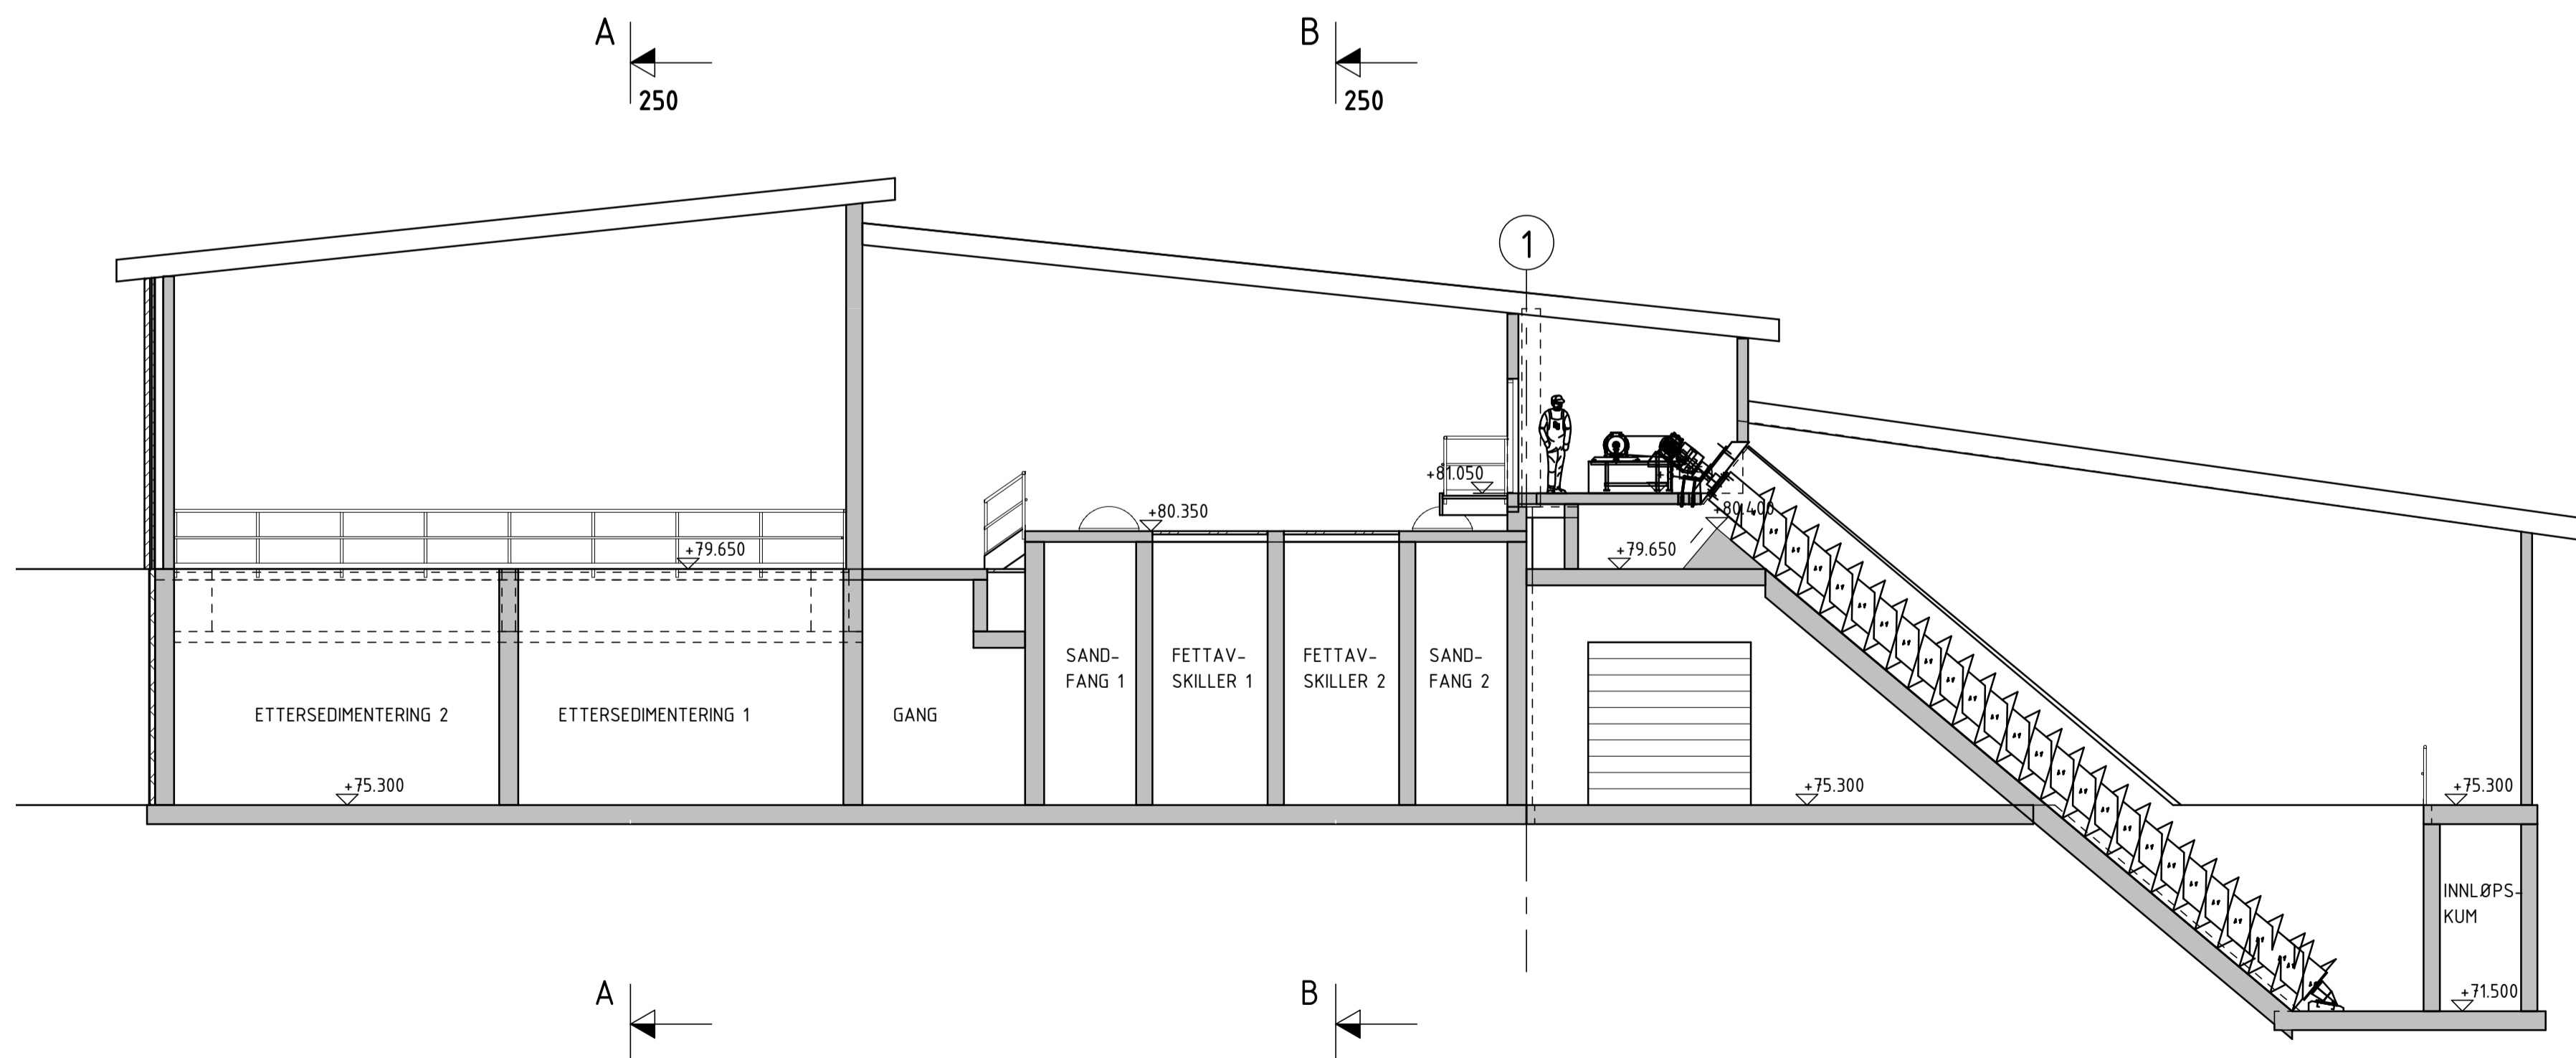 A
B
250
250
1
+81.050
+80.350
+80.400
+79.650
+79.650
SAND-
FANG 1
FETTAV-
SKILLER 1
FETTAV-
SKILLER 2
SAND-
FANG 2
ETTERSEDIMENTERING 2
ETTERSEDIMENTERING 1
GANG
+75.300
+75.300
+75.300
INNLØPS-
KUM
+71.500
A
B